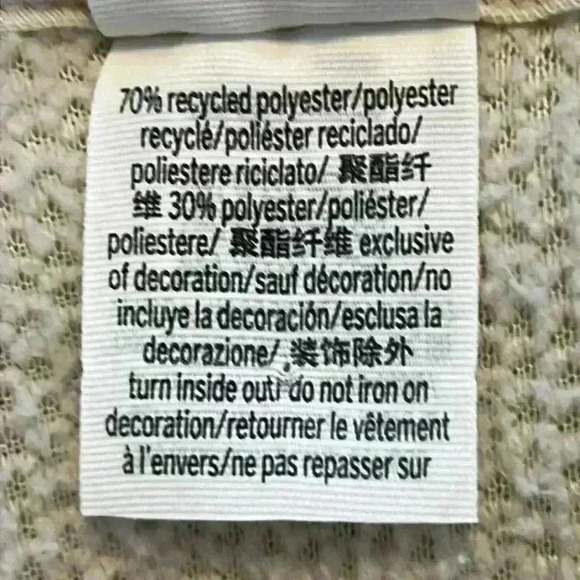 70% recycled polyester/polyester
recyclé/poliéster reciclado/
poliestere riciclato/ 聚酯纤
维 30% polyester/poliéster/
poliestere/ 聚酯纤维 exclusive
of decoration/sauf décoration/no
incluye la decoración/esclusa la
decorazione/ 装饰除外
turn inside out/ do not iron on
decoration/retourner le vêtement
à l'envers/ne pas repasser sur